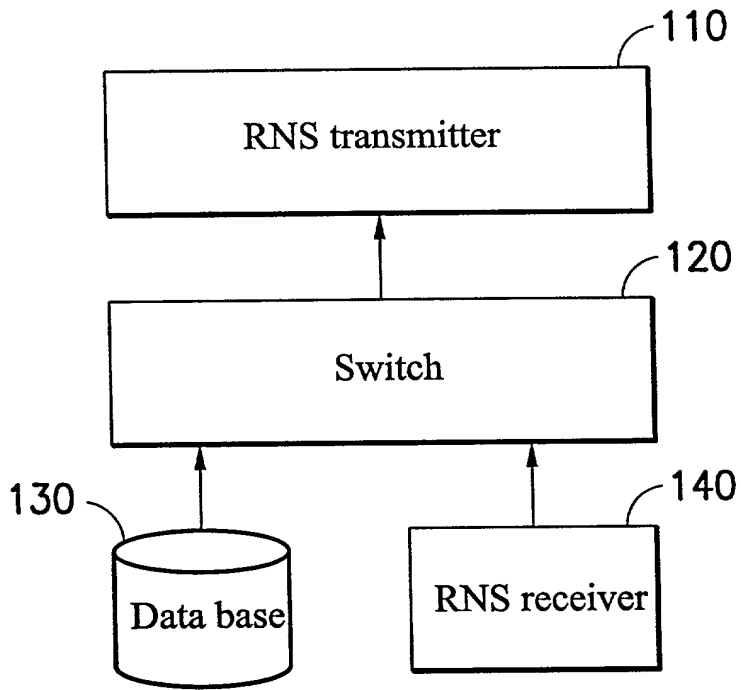 110
RNS transmitter
120
Switch
130
140
Data base
RNS receiver